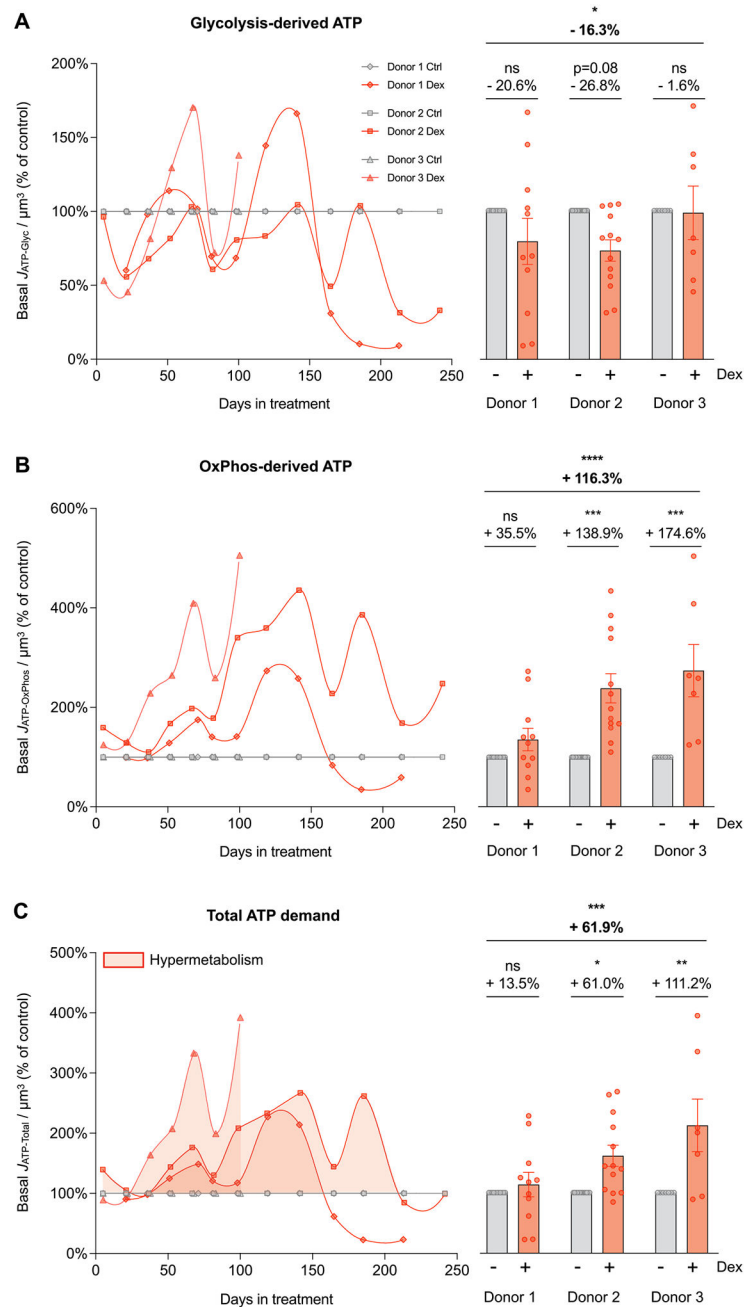 A
Glycolysis-derived ATP
*
- 16.3%
200%
150%
100%
50%
0%
Basal JATP-Glyc / µm³ (% of control)
0
50
100
150
200
250
Days in treatment
Donor 1 Ctrl
Donor 1 Dex
Donor 2 Ctrl
Donor 2 Dex
Donor 3 Ctrl
Donor 3 Dex
ns
- 20.6%
p=0.08
- 26.8%
ns
- 1.6%
- + - + - + Dex
Donor 1 Donor 2 Donor 3
B
OxPhos-derived ATP
****
+ 116.3%
600%
400%
200%
0%
Basal JATP-OxPhos / µm³ (% of control)
0
50
100
150
200
250
Days in treatment
ns
+ 35.5%
***
+ 138.9%
***
+ 174.6%
- + - + - + Dex
Donor 1 Donor 2 Donor 3
C
Total ATP demand
***
+ 61.9%
500%
400%
300%
200%
100%
0%
Basal JATP-Total / µm³ (% of control)
Hypermetabolism
0
50
100
150
200
250
Days in treatment
ns
+ 13.5%
*
+ 61.0%
**
+ 111.2%
- + - + - + Dex
Donor 1 Donor 2 Donor 3